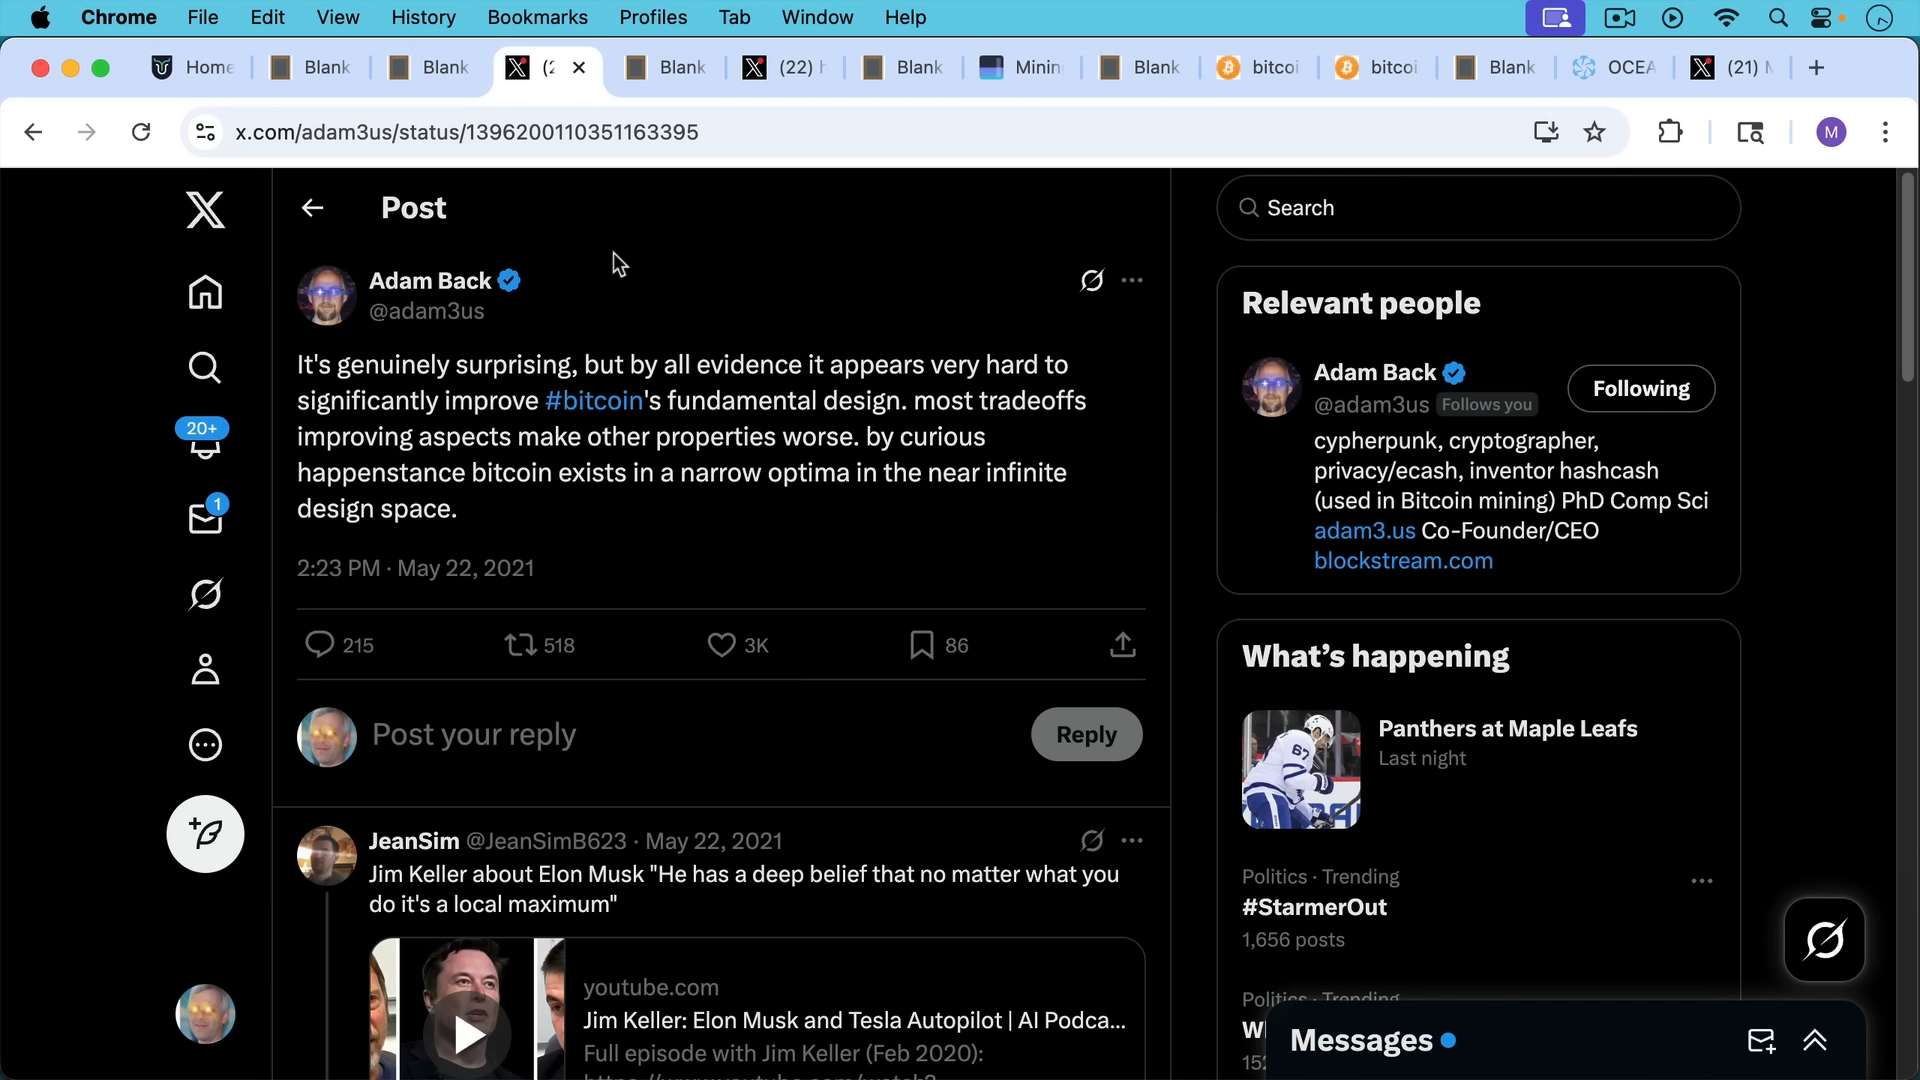 Chrome File Edit View History Bookmarks Profiles Tab Window Help
Home Blank Blank (2 Blank (22) Blank Minin Blank bitcoi bitcoi Blank OCEA (21)
x.com/adam3us/status/1396200110351163395
M
Post
Adam Back
@adam3us
It's genuinely surprising, but by all evidence it appears very hard to
significantly improve #bitcoin's fundamental design. most tradeoffs
improving aspects make other properties worse. by curious
happenstance bitcoin exists in a narrow optima in the near infinite
design space.
2:23 PM · May 22, 2021
215 518 3K 86
Post your reply
Reply
JeanSim @JeanSimB623 · May 22, 2021
Jim Keller about Elon Musk "He has a deep belief that no matter what you
do it's a local maximum"
youtube.com
Jim Keller: Elon Musk and Tesla Autopilot | AI Podca...
Full episode with Jim Keller (Feb 2020):
20+
1
Search
Relevant people
Adam Back
@adam3us Follows you
Following
cypherpunk, cryptographer,
privacy/ecash, inventor hashcash
(used in Bitcoin mining) PhD Comp Sci
adam3.us Co-Founder/CEO
blockstream.com
What's happening
67
Panthers at Maple Leafs
Last night
Politics · Trending
#StarmerOut
1,656 posts
Politics · Trending
Messages